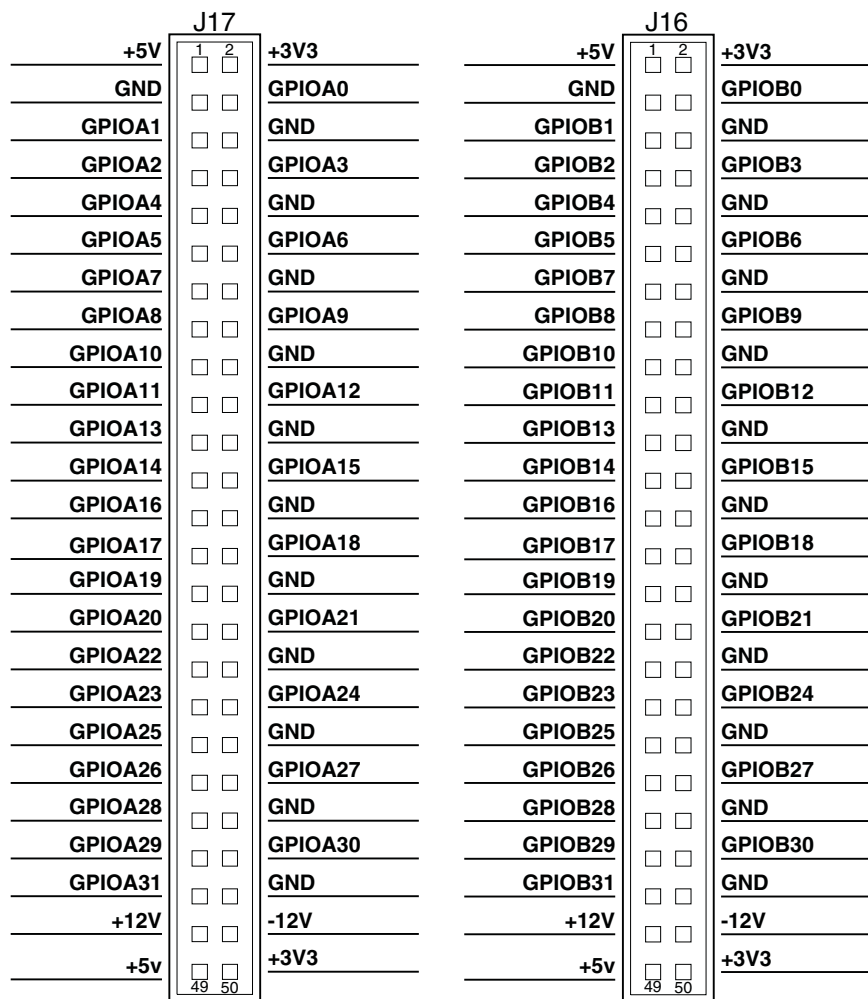 J17 J16
1 2 1 2
+5V +3V3 +5V +3V3
GND GPIOA0 GND GPIOB0
GPIOA1 GND GPIOB1 GND
GPIOA2 GPIOA3 GPIOB2 GPIOB3
GPIOA4 GND GPIOB4 GND
GPIOA5 GPIOA6 GPIOB5 GPIOB6
GPIOA7 GND GPIOB7 GND
GPIOA8 GPIOA9 GPIOB8 GPIOB9
GPIOA10 GND GPIOB10 GND
GPIOA11 GPIOA12 GPIOB11 GPIOB12
GPIOA13 GND GPIOB13 GND
GPIOA14 GPIOA15 GPIOB14 GPIOB15
GPIOA16 GND GPIOB16 GND
GPIOA17 GPIOA18 GPIOB17 GPIOB18
GPIOA19 GND GPIOB19 GND
GPIOA20 GPIOA21 GPIOB20 GPIOB21
GPIOA22 GND GPIOB22 GND
GPIOA23 GPIOA24 GPIOB23 GPIOB24
GPIOA25 GND GPIOB25 GND
GPIOA26 GPIOA27 GPIOB26 GPIOB27
GPIOA28 GND GPIOB28 GND
GPIOA29 GPIOA30 GPIOB29 GPIOB30
GPIOA31 GND GPIOB31 GND
+12V -12V +12V -12V
+5v +3V3 +5v +3V3
49 50 49 50